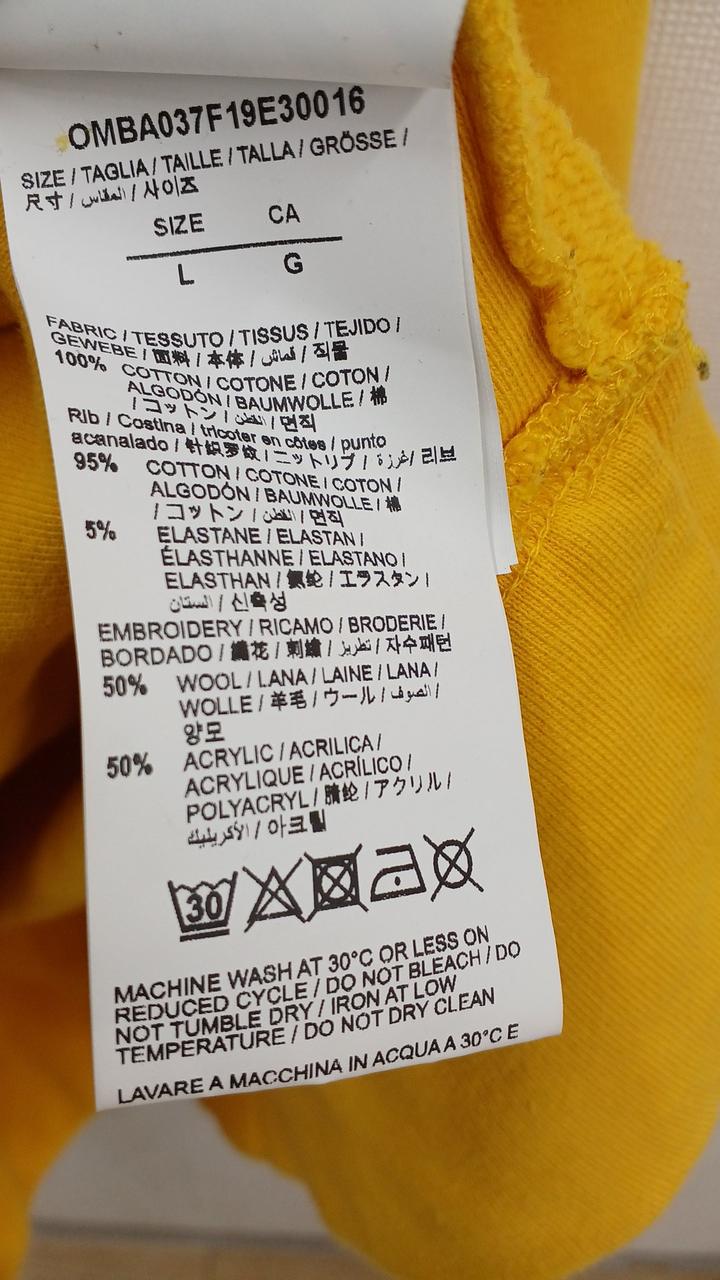 OMBA037F19E30016
SIZE / TAGLIA / TAILLE / TALLA / GRÖSSE /
尺寸 / المقاس / 사이즈
SIZE CA
L G
FABRIC / TESSUTO / TISSUS / TEJIDO /
GEWEBE / 面料 / 本体 / قماش / 직물
100% COTTON / COTONE / COTON /
ALGODÓN / BAUMWOLLE / 棉
/ コットン / القطن / 면직
Rib / Costina / tricoter en côtes / punto
acanalado / 针织罗纹 / ニットリブ / غرزة / 리브
95% COTTON / COTONE / COTON /
ALGODÓN / BAUMWOLLE / 棉
/ コットン / القطن / 면직
5% ELASTANE / ELASTAN /
ÉLASTHANNE / ELASTANO /
ELASTHAN / 氨纶 / エラスタン /
الستان / 신축성
EMBROIDERY / RICAMO / BRODERIE /
BORDADO / 繡花 / 刺繍 / تطريز / 자수패턴
50% WOOL / LANA / LAINE / LANA /
WOLLE / 羊毛 / ウール / الصوف /
양모
50% ACRYLIC / ACRILICA /
ACRYLIQUE / ACRÍLICO /
POLYACRYL / 腈纶 / アクリル /
الأكريليك / 아크릴
30
MACHINE WASH AT 30°C OR LESS ON
REDUCED CYCLE / DO NOT BLEACH / DO
NOT TUMBLE DRY / IRON AT LOW
TEMPERATURE / DO NOT DRY CLEAN
LAVARE A MACCHINA IN ACQUA A 30°C E